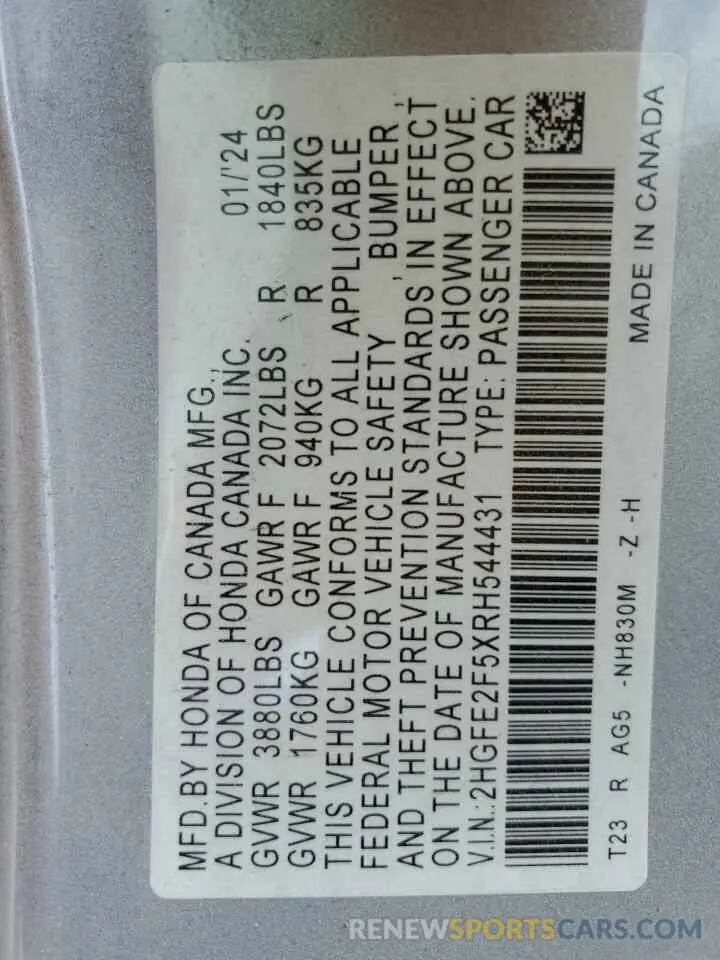 MFD.BY HONDA OF CANADA MFG.,
A DIVISION OF HONDA CANADA INC. 01/'24
GVWR 3880LBS GAWR F 2072LBS R 1840LBS
GVWR 1760KG GAWR F 940KG R 835KG
THIS VEHICLE CONFORMS TO ALL APPLICABLE
FEDERAL MOTOR VEHICLE SAFETY , BUMPER ,
AND THEFT PREVENTION STANDARDS IN EFFECT
ON THE DATE OF MANUFACTURE SHOWN ABOVE.
V.I.N.:2HGFE2F5XRH544431 TYPE: PASSENGER CAR
T23 R AG5 -NH830M -Z -H MADE IN CANADA
RENEWSPORTSCARS.COM